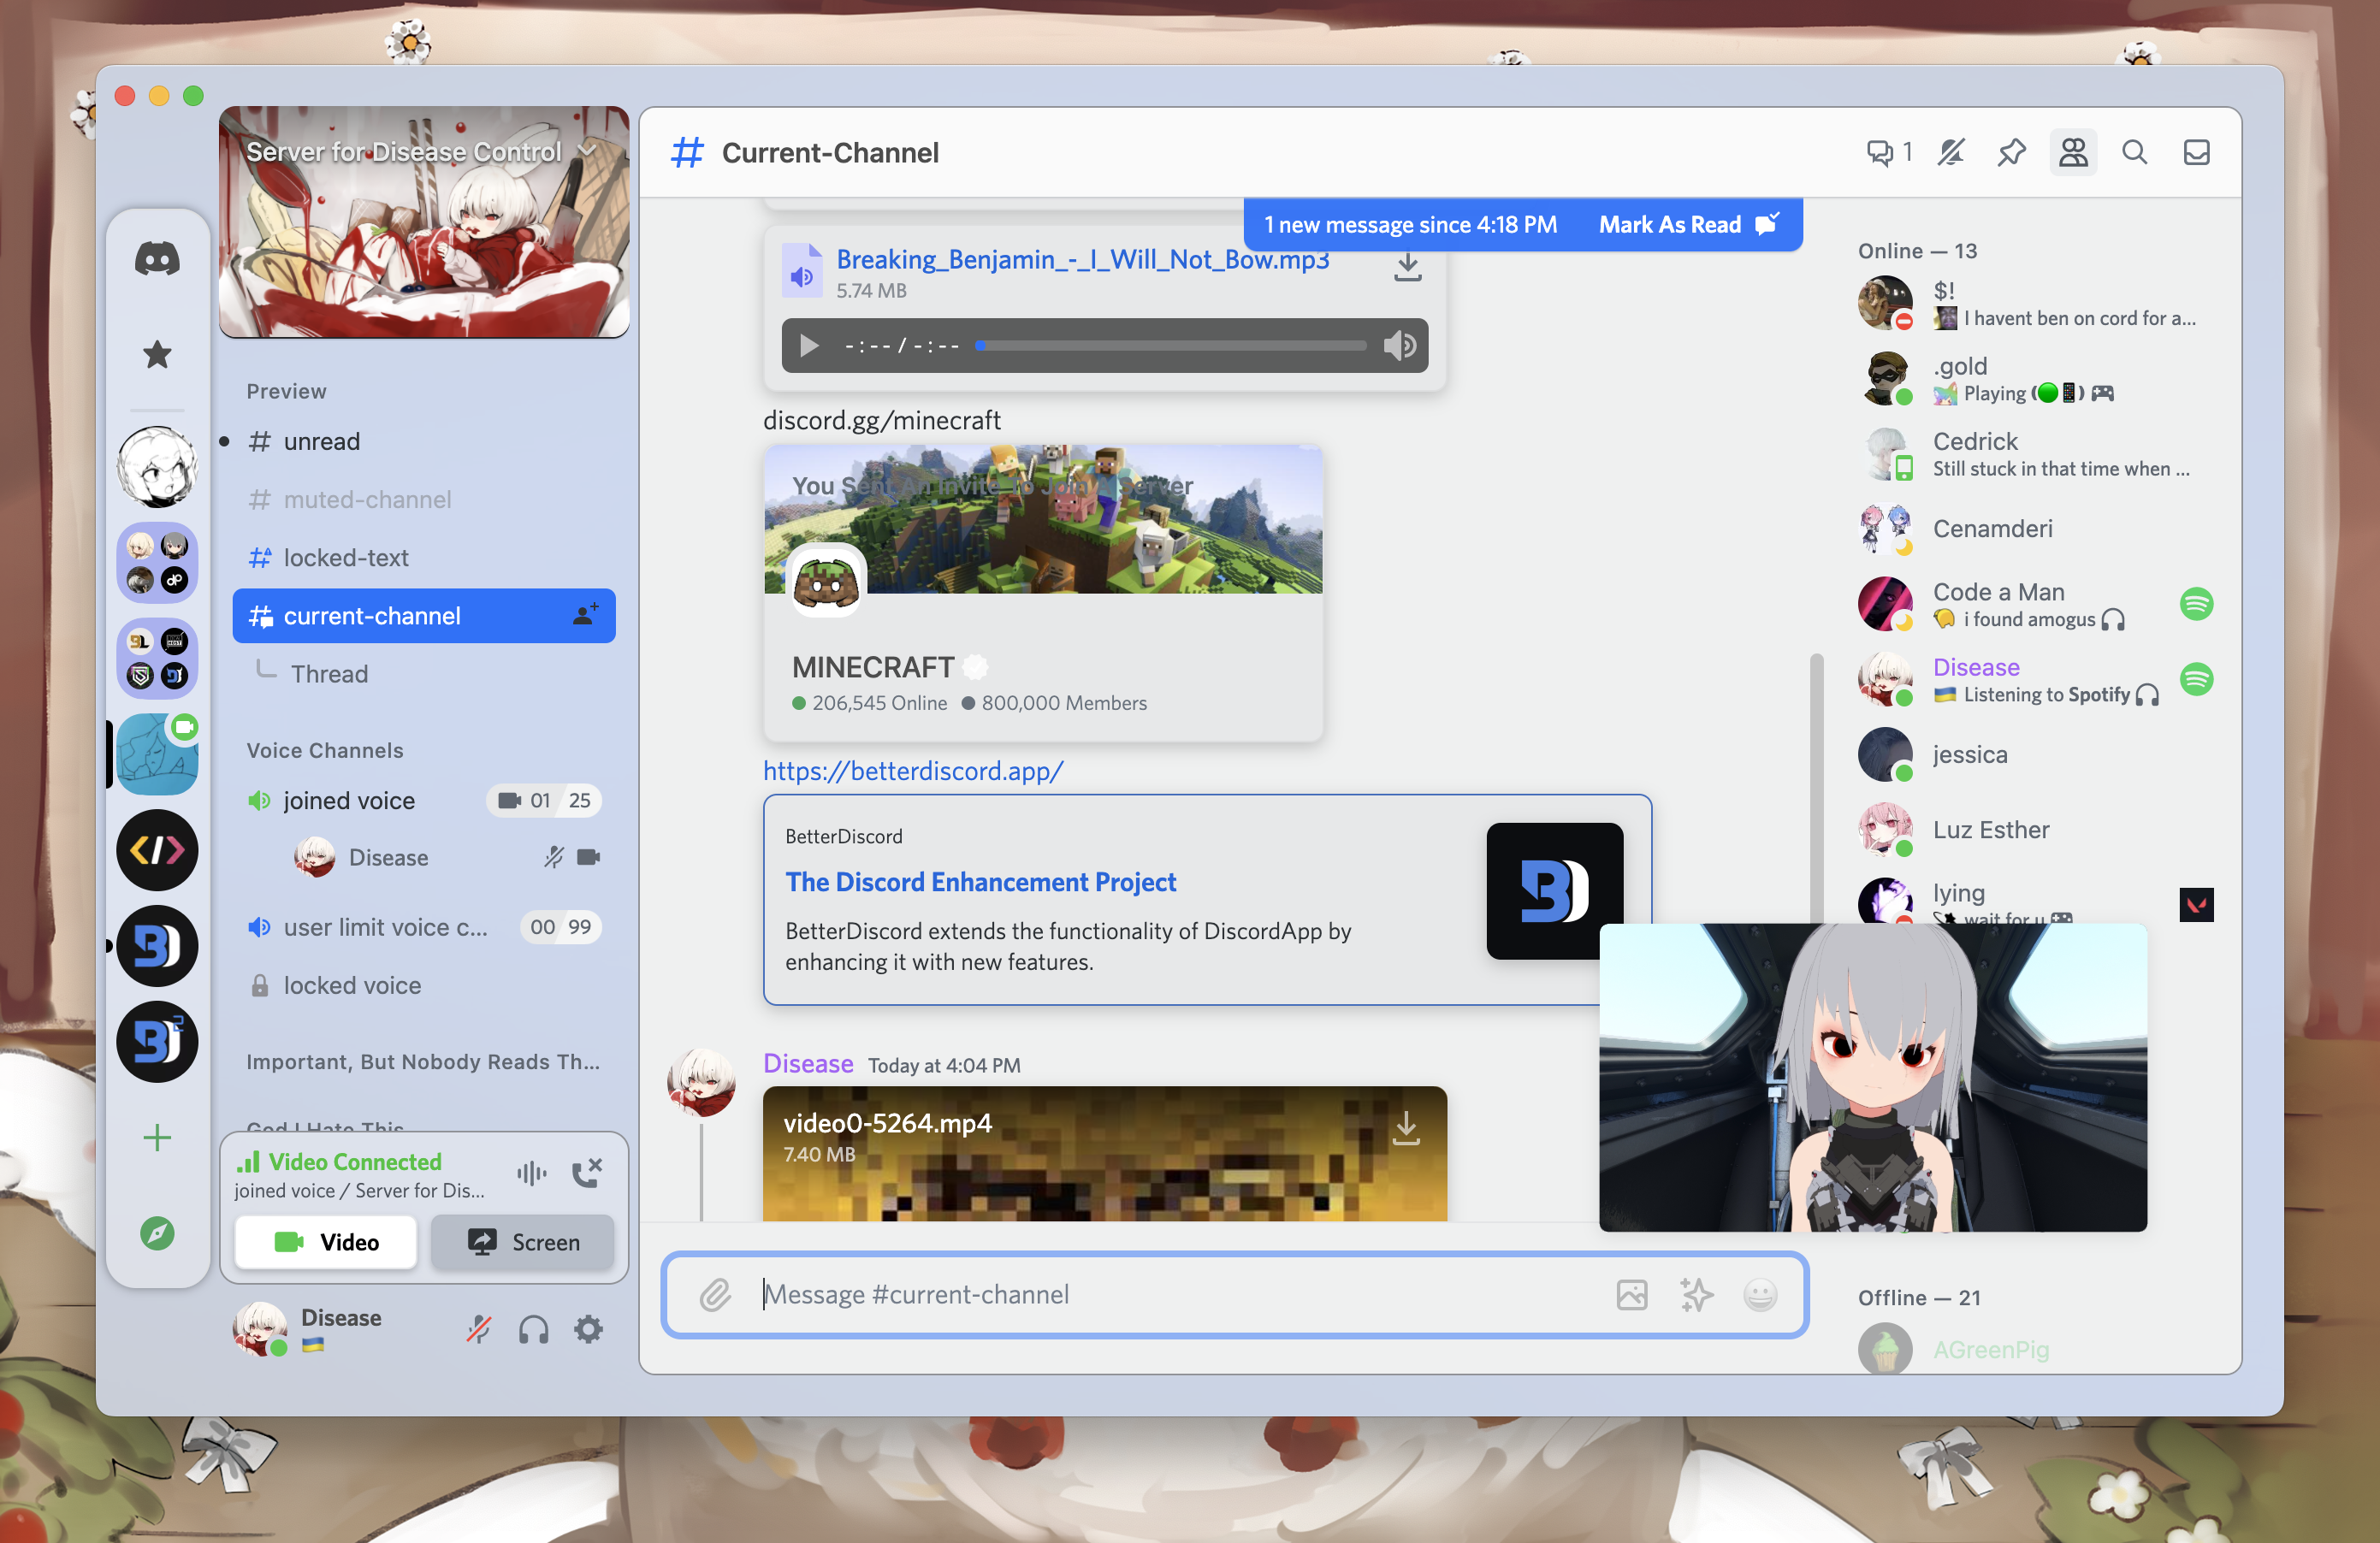 Server for Disease Control
Preview
unread
muted-channel
locked-text
current-channel
Thread
Voice Channels
joined voice
01 25
Disease
user limit voice c...
00 99
locked voice
Important, But Nobody Reads Th...
God I Hate This
Video Connected
joined voice / Server for Dis...
Video
Screen
Disease
# Current-Channel
1
1 new message since 4:18 PM
Mark As Read
Breaking_Benjamin_-_I_Will_Not_Bow.mp3
5.74 MB
-:-- / -:--
discord.gg/minecraft
You Sent An Invite To Join A Server
MINECRAFT
206,545 Online
800,000 Members
https://betterdiscord.app/
BetterDiscord
The Discord Enhancement Project
BetterDiscord extends the functionality of DiscordApp by
enhancing it with new features.
Disease Today at 4:04 PM
video0-5264.mp4
7.40 MB
Message #current-channel
Online — 13
$!
I havent ben on cord for a...
.gold
Playing (🟢📱) 
Cedrick
Still stuck in that time when ...
Cenamderi
Code a Man
i found amogus
Disease
Listening to Spotify
jessica
Luz Esther
lying
wait for u
Offline — 21
AGreenPig